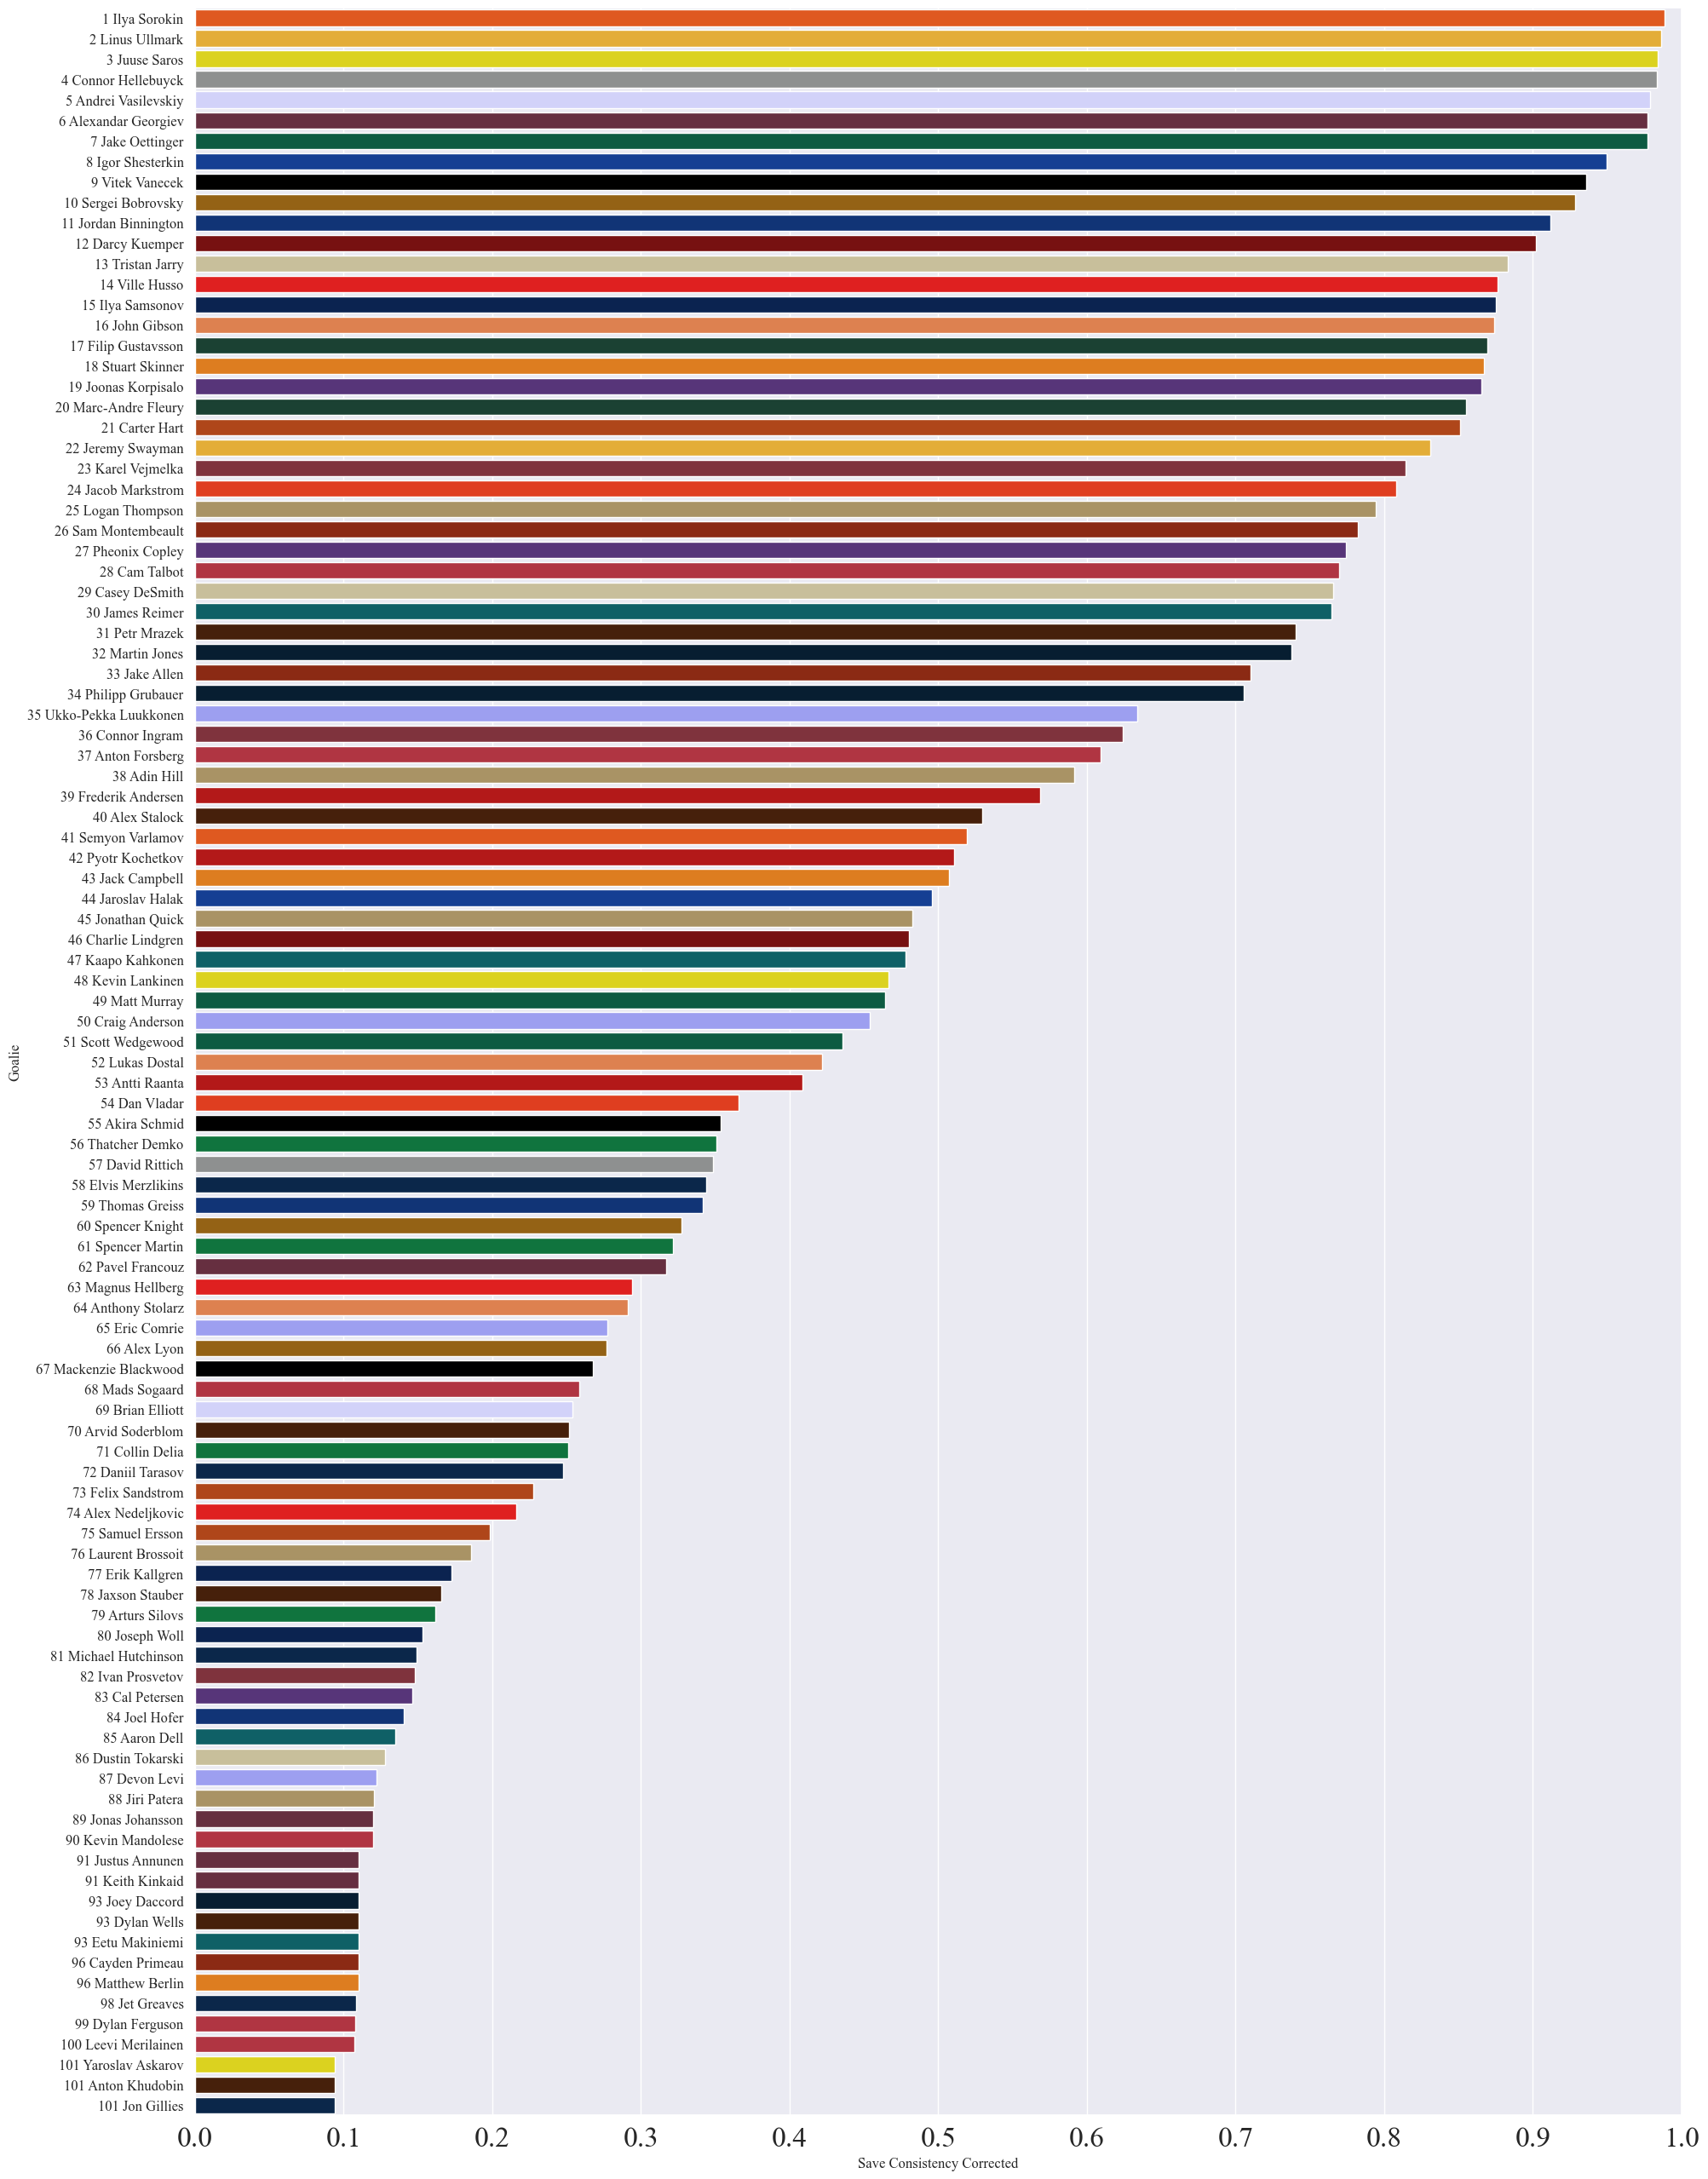 1 Ilya Sorokin
2 Linus Ullmark
3 Juuse Saros
4 Connor Hellebuyck
5 Andrei Vasilevskiy
6 Alexandar Georgiev
7 Jake Oettinger
8 Igor Shesterkin
9 Vitek Vanecek
10 Sergei Bobrovsky
11 Jordan Binnington
12 Darcy Kuemper
13 Tristan Jarry
14 Ville Husso
15 Ilya Samsonov
16 John Gibson
17 Filip Gustavsson
18 Stuart Skinner
19 Joonas Korpisalo
20 Marc-Andre Fleury
21 Carter Hart
22 Jeremy Swayman
23 Karel Vejmelka
24 Jacob Markstrom
25 Logan Thompson
26 Sam Montembeault
27 Pheonix Copley
28 Cam Talbot
29 Casey DeSmith
30 James Reimer
31 Petr Mrazek
32 Martin Jones
33 Jake Allen
34 Philipp Grubauer
35 Ukko-Pekka Luukkonen
36 Connor Ingram
37 Anton Forsberg
38 Adin Hill
39 Frederik Andersen
40 Alex Stalock
41 Semyon Varlamov
42 Pyotr Kochetkov
43 Jack Campbell
44 Jaroslav Halak
45 Jonathan Quick
46 Charlie Lindgren
47 Kaapo Kahkonen
48 Kevin Lankinen
49 Matt Murray
50 Craig Anderson
51 Scott Wedgewood
52 Lukas Dostal
53 Antti Raanta
54 Dan Vladar
55 Akira Schmid
56 Thatcher Demko
57 David Rittich
58 Elvis Merzlikins
59 Thomas Greiss
60 Spencer Knight
61 Spencer Martin
62 Pavel Francouz
63 Magnus Hellberg
64 Anthony Stolarz
65 Eric Comrie
66 Alex Lyon
67 Mackenzie Blackwood
68 Mads Sogaard
69 Brian Elliott
70 Arvid Soderblom
71 Collin Delia
72 Daniil Tarasov
73 Felix Sandstrom
74 Alex Nedeljkovic
75 Samuel Ersson
76 Laurent Brossoit
77 Erik Kallgren
78 Jaxson Stauber
79 Arturs Silovs
80 Joseph Woll
81 Michael Hutchinson
82 Ivan Prosvetov
83 Cal Petersen
84 Joel Hofer
85 Aaron Dell
86 Dustin Tokarski
87 Devon Levi
88 Jiri Patera
89 Jonas Johansson
90 Kevin Mandolese
91 Justus Annunen
91 Keith Kinkaid
93 Joey Daccord
93 Dylan Wells
93 Eetu Makiniemi
96 Cayden Primeau
96 Matthew Berlin
98 Jet Greaves
99 Dylan Ferguson
100 Leevi Merilainen
101 Yaroslav Askarov
101 Anton Khudobin
101 Jon Gillies
Goalie
0.0 0.1 0.2 0.3 0.4 0.5 0.6 0.7 0.8 0.9 1.0
Save Consistency Corrected